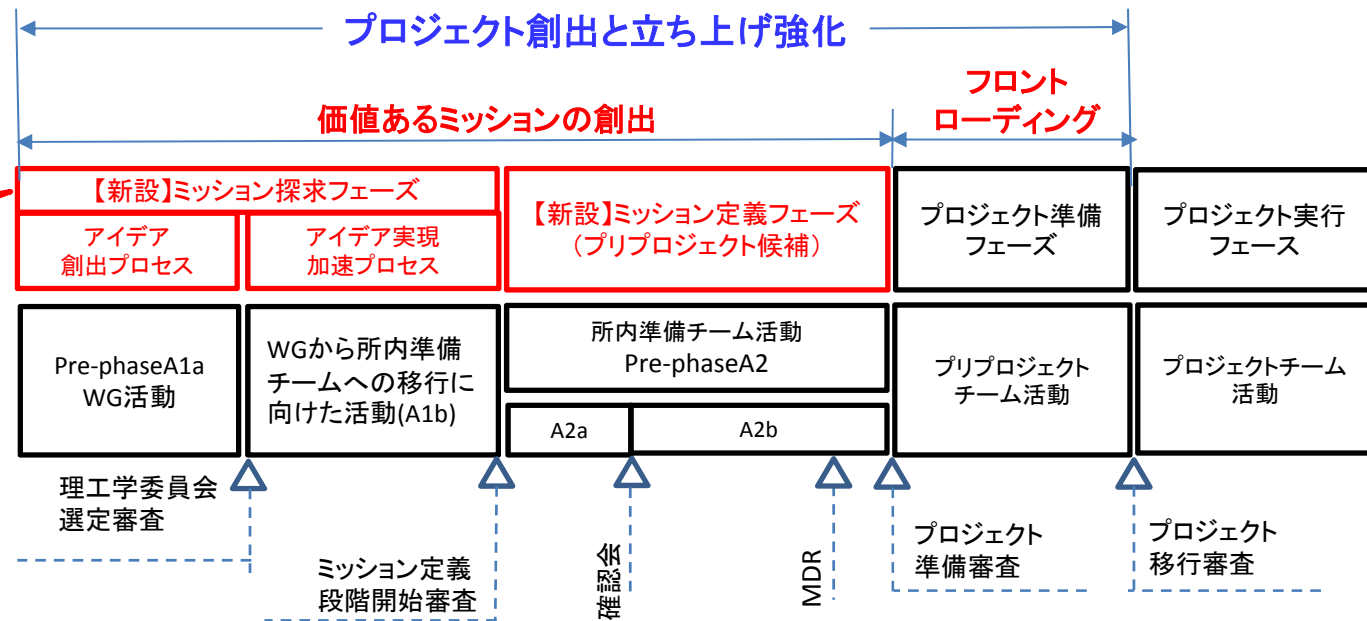 プロジェクト創出と立ち上げ強化
価値あるミッションの創出
フロント
ローディング
【新設】ミッション探求フェーズ
アイデア
創出プロセス
アイデア実現
加速プロセス
【新設】ミッション定義フェーズ
（プリプロジェクト候補）
プロジェクト準備
フェーズ
プロジェクト実行
フェース
Pre-phaseA1a
WG活動
WGから所内準備
チームへの移行に
向けた活動(A1b)
所内準備チーム活動
Pre-phaseA2
A2a
A2b
プリプロジェクト
チーム活動
プロジェクトチーム
活動
理工学委員会
選定審査
ミッション定義
段階開始審査
確認会
MDR
プロジェクト
準備審査
プロジェクト
移行審査